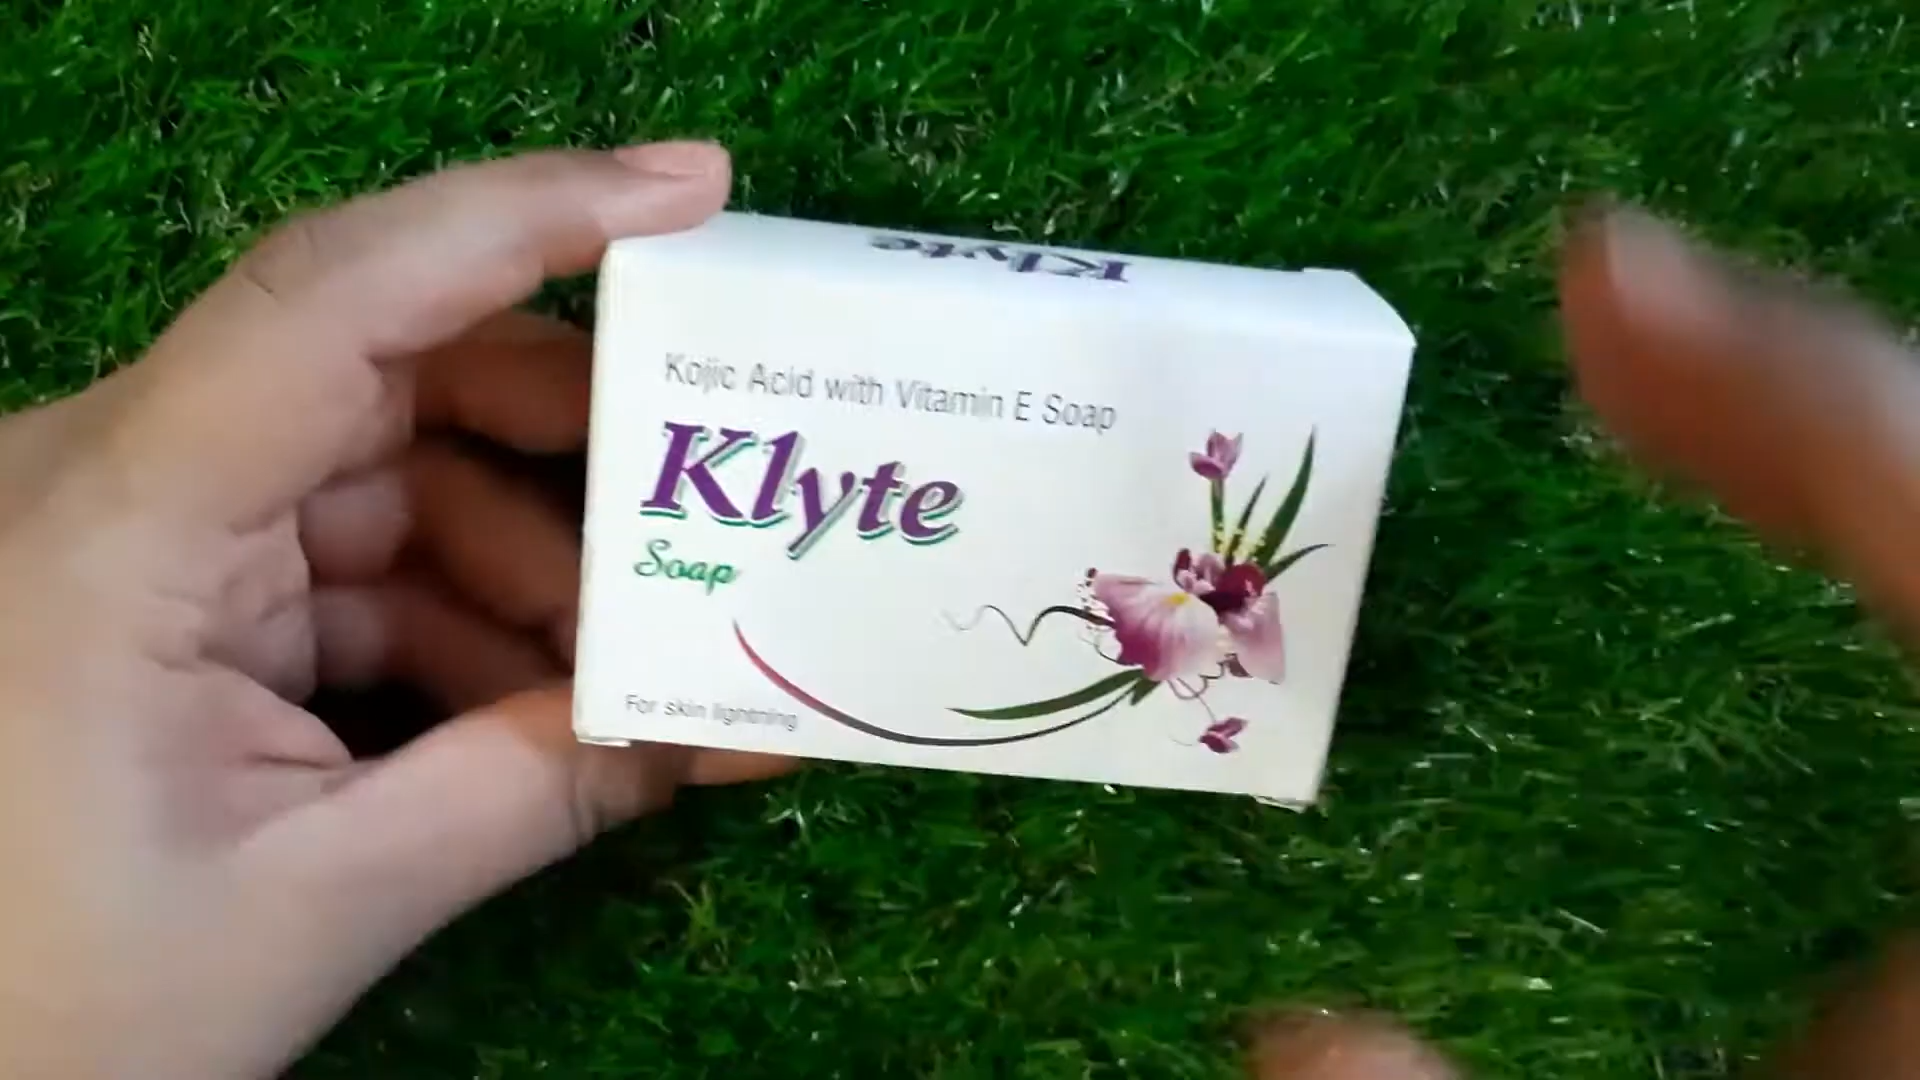 Klyte
Kojic Acid with Vitamin E Soap
Klyte
Soap
For skin lightning